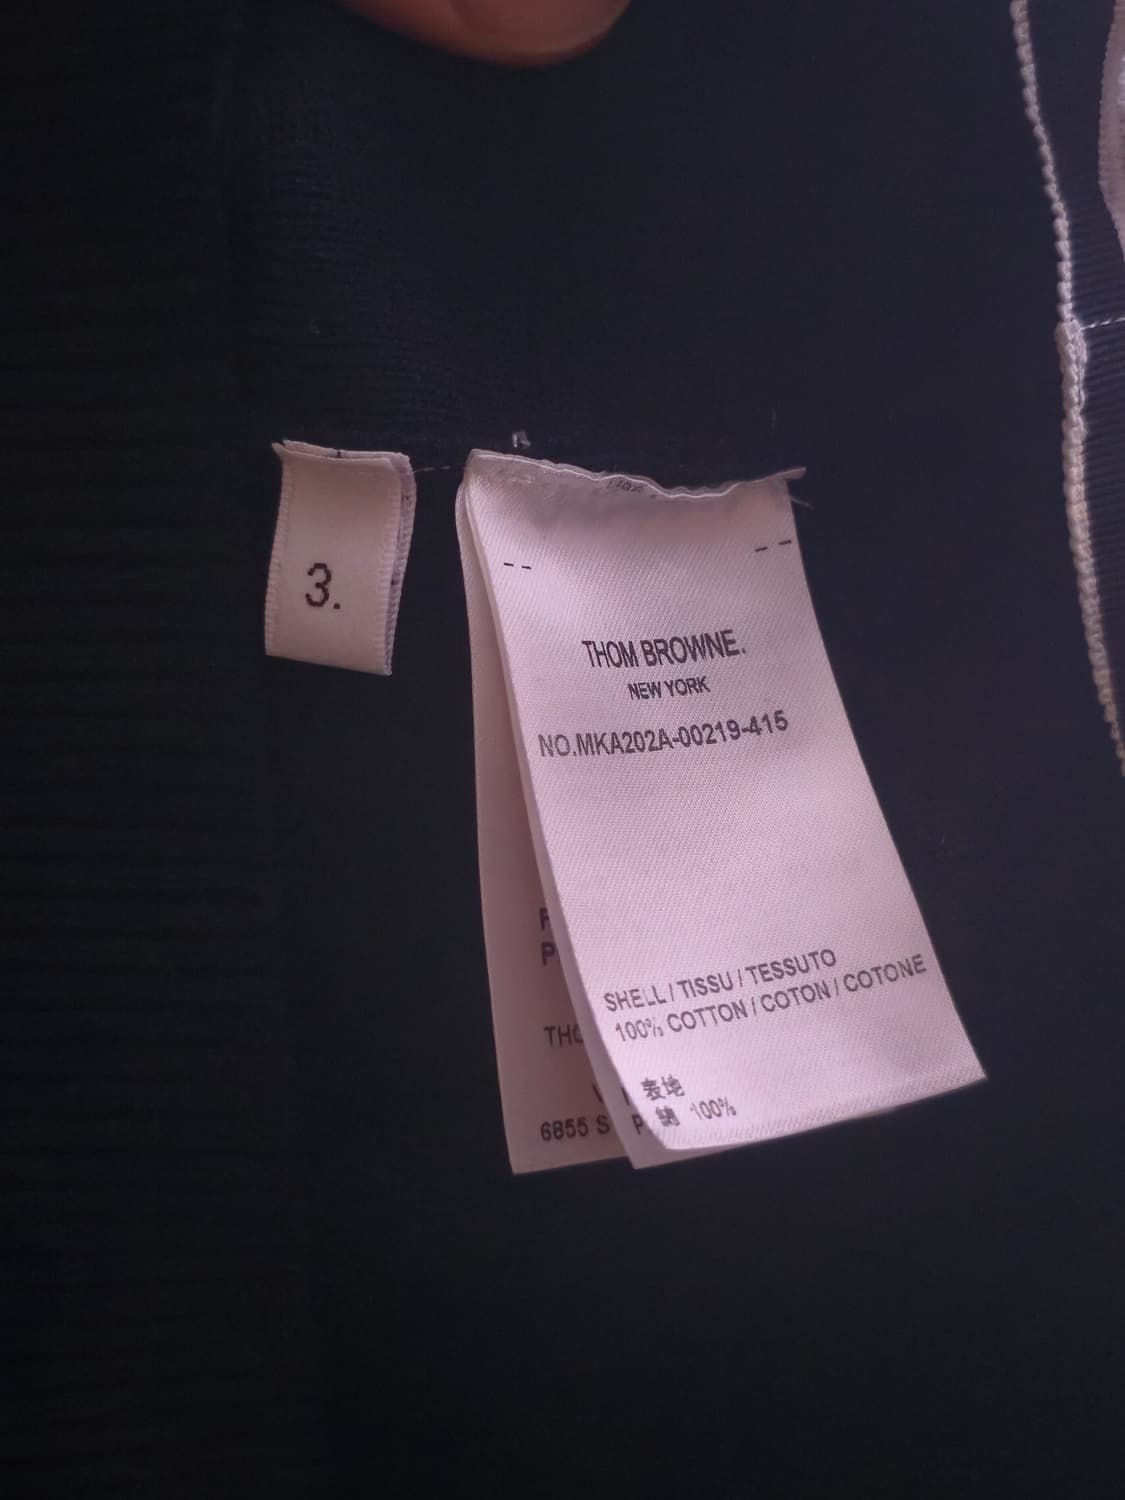 3.
THOM BROWNE.
NEW YORK
NO.MKA202A-00219-415
SHELL / TISSU / TESSUTO
100% COTTON / COTON / COTONE
表地
100%
THO
6855 S